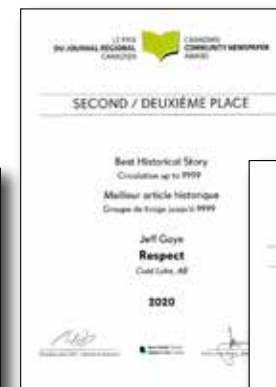 LE PRIX
DU JOURNAL RÉGIONAL
CANADIEN
CANADIAN
COMMUNITY NEWSPAPER
AWARD
SECOND / DEUXIÈME PLACE
Best Historical Story
Circulation up to 9999
Meilleur article historique
Groupe de tirage jusqu'à 9999
Jeff Gaye
Respect
Cold Lake, AB
2020